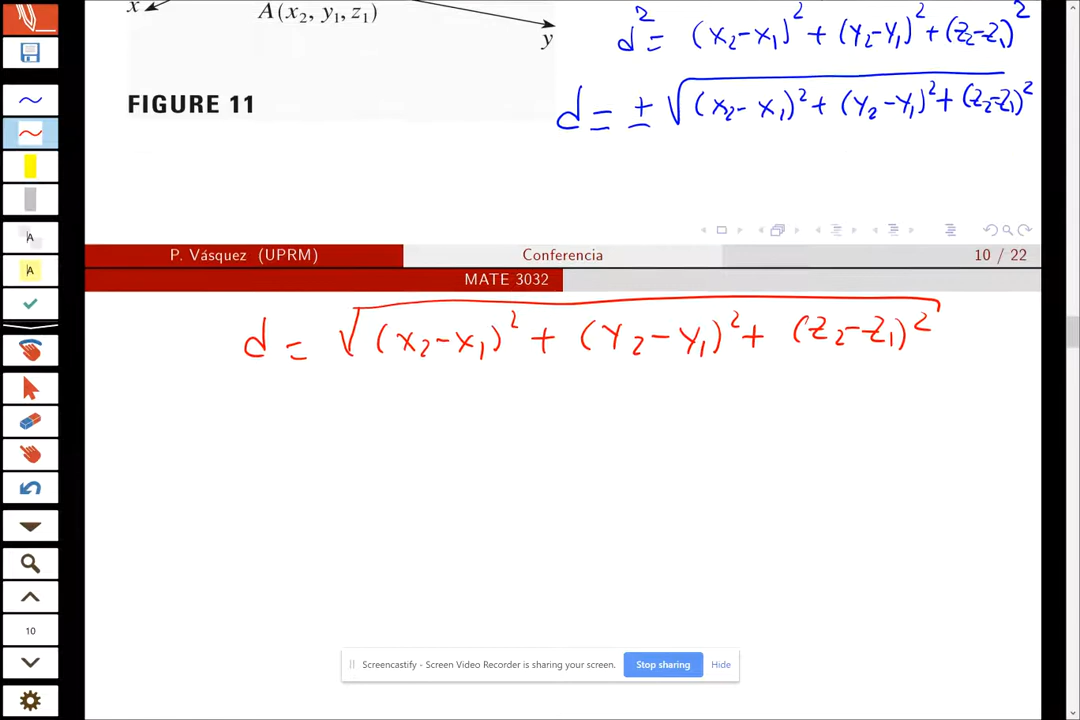 x
A(x₂, y₁, z₁)
y
d² = (x₂-x₁)² + (y₂-y₁)² + (z₂-z₁)²
d = ± √(x₂-x₁)² + (y₂-y₁)² + (z₂-z₁)²
FIGURE 11
P. Vásquez (UPRM) Conferencia 10 / 22
MATE 3032
d = √(x₂-x₁)² + (y₂-y₁)² + (z₂-z₁)²
A
A
10
Screencastify - Screen Video Recorder is sharing your screen. Stop sharing Hide